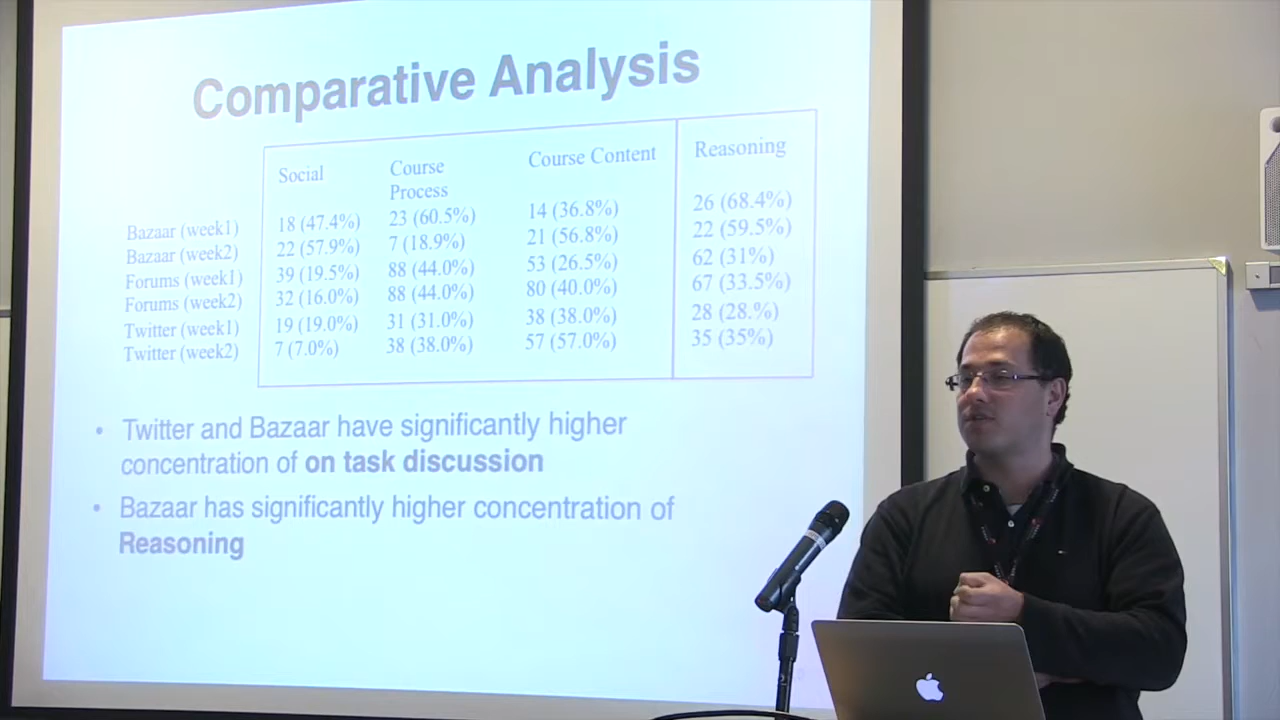 Comparative Analysis
Social Course Process Course Content Reasoning
Bazaar (week1) 18 (47.4%) 23 (60.5%) 14 (36.8%) 26 (68.4%)
Bazaar (week2) 22 (57.9%) 7 (18.9%) 21 (56.8%) 22 (59.5%)
Forums (week1) 39 (19.5%) 88 (44.0%) 53 (26.5%) 62 (31%)
Forums (week2) 32 (16.0%) 88 (44.0%) 80 (40.0%) 67 (33.5%)
Twitter (week1) 19 (19.0%) 31 (31.0%) 38 (38.0%) 28 (28.%)
Twitter (week2) 7 (7.0%) 38 (38.0%) 57 (57.0%) 35 (35%)
• Twitter and Bazaar have significantly higher
concentration of on task discussion
• Bazaar has significantly higher concentration of
Reasoning